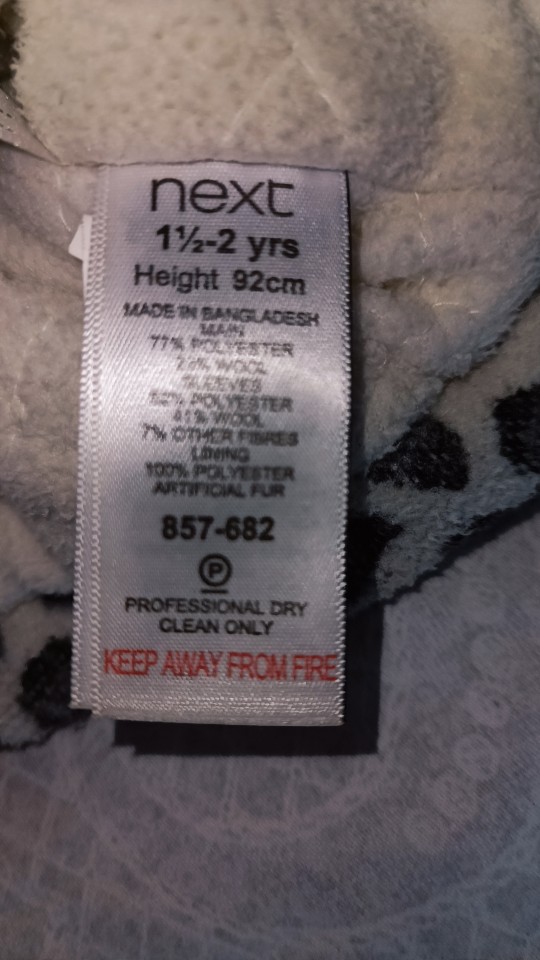 next
1½-2 yrs
Height 92cm
MADE IN BANGLADESH
MAIN
77% POLYESTER
WOOL
SLEEVES
52% POLYESTER
41% WOOL
7% OTHER FIBRES
LINING
100% POLYESTER
ARTIFICIAL FUR
857-682
P
PROFESSIONAL DRY
CLEAN ONLY
KEEP AWAY FROM FIRE